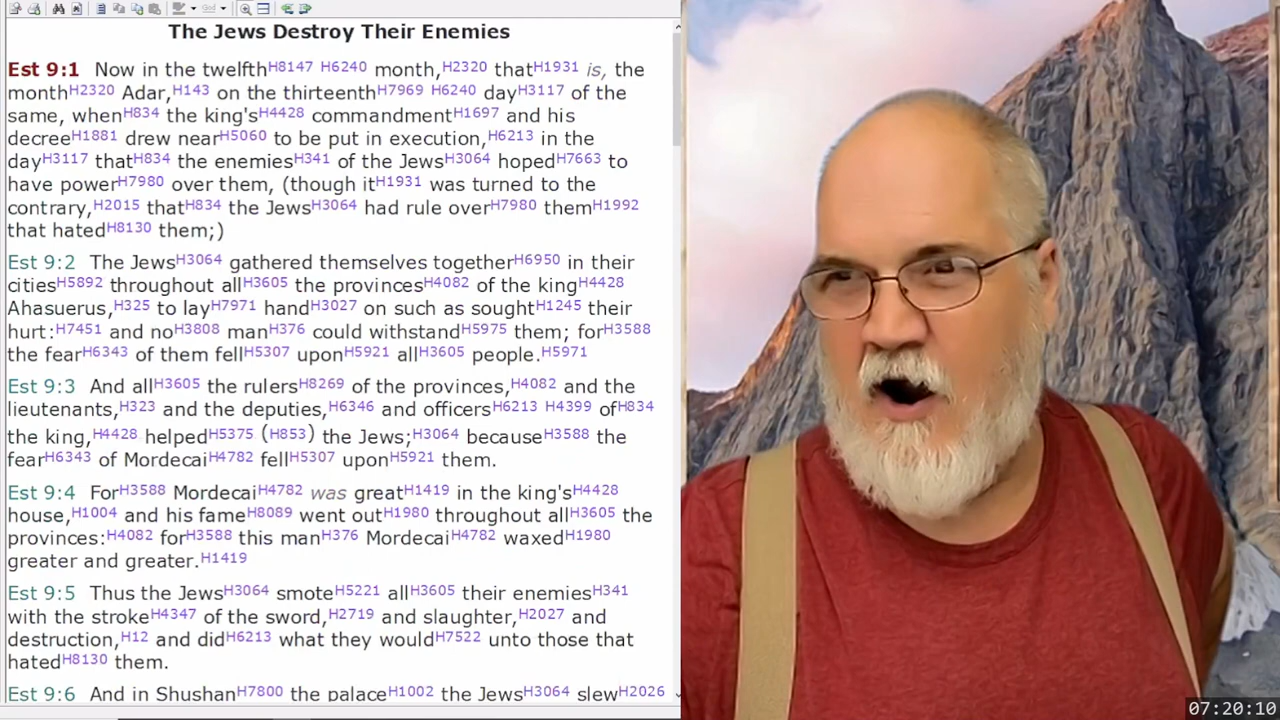 The Jews Destroy Their Enemies
Est 9:1 Now in the twelfthH8147 H6240 month,H2320 thatH1931 is, the
monthH2320 Adar,H143 on the thirteenthH7969 H6240 dayH3117 of the
same, whenH834 the king'sH4428 commandmentH1697 and his
decreeH1881 drew nearH5060 to be put in execution,H6213 in the
dayH3117 thatH834 the enemiesH341 of the JewsH3064 hopedH7663 to
have powerH7980 over them, (though itH1931 was turned to the
contrary,H2015 thatH834 the JewsH3064 had rule overH7980 themH1992
that hatedH8130 them;)
Est 9:2 The JewsH3064 gathered themselves togetherH6950 in their
citiesH5892 throughout allH3605 the provincesH4082 of the kingH4428
Ahasuerus,H325 to layH7971 handH3027 on such as soughtH1245 their
hurt:H7451 and noH3808 manH376 could withstandH5975 them; forH3588
the fearH6343 of them fellH5307 uponH5921 allH3605 people.H5971
Est 9:3 And allH3605 the rulersH8269 of the provinces,H4082 and the
lieutenants,H323 and the deputies,H6346 and officersH6213 H4399 ofH834
the king,H4428 helpedH5375 (H853) the Jews;H3064 becauseH3588 the
fearH6343 of MordecaiH4782 fellH5307 uponH5921 them.
Est 9:4 ForH3588 MordecaiH4782 was greatH1419 in the king'sH4428
house,H1004 and his fameH8089 went outH1980 throughout allH3605 the
provinces:H4082 forH3588 this manH376 MordecaiH4782 waxedH1980
greater and greater.H1419
Est 9:5 Thus the JewsH3064 smoteH5221 allH3605 their enemiesH341
with the strokeH4347 of the sword,H2719 and slaughter,H2027 and
destruction,H12 and didH6213 what they wouldH7522 unto those that
hatedH8130 them.
Est 9:6 And in ShushanH7800 the palaceH1002 the JewsH3064 slewH2026
07:20:10